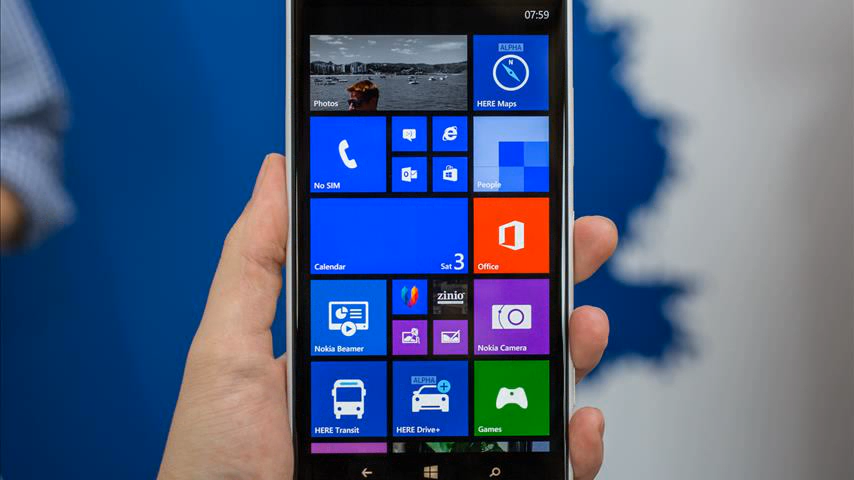 07:59
Photos
ALPHA
N
HERE Maps
No SIM
People
Calendar
Sat 3
Office
Nokia Beamer
zinio
Nokia Camera
HERE Transit
ALPHA
HERE Drive+
Games